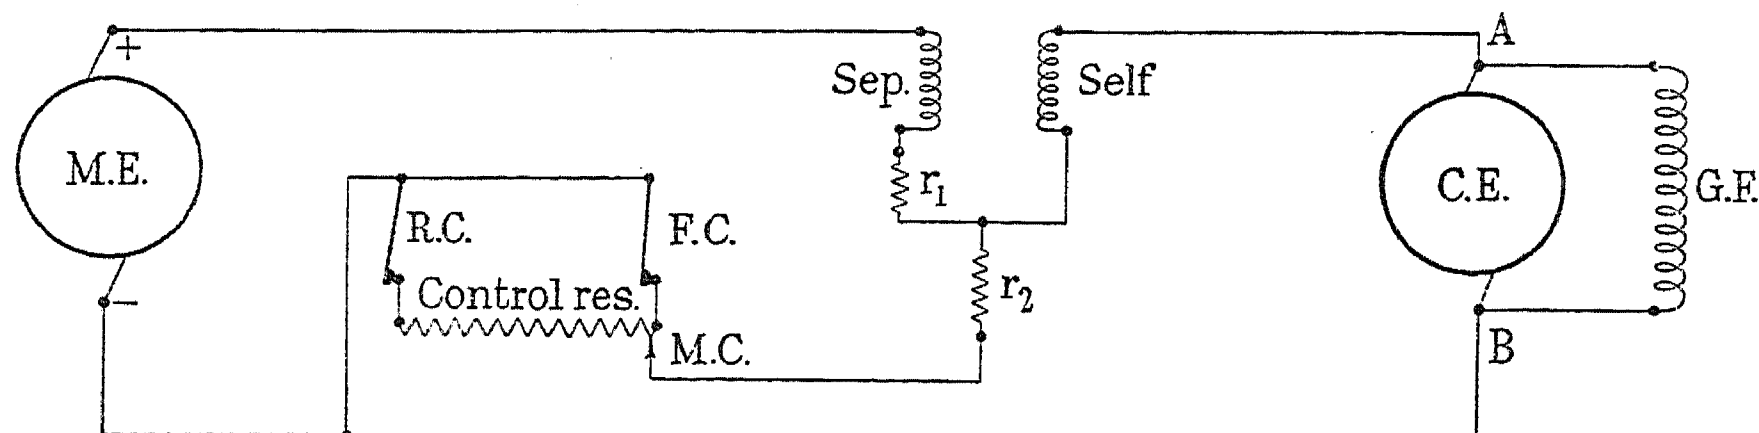 +
A
Sep.
Self
M.E.
r1
C.E.
G.F.
R.C.
F.C.
Control res.
r2
−
M.C.
B